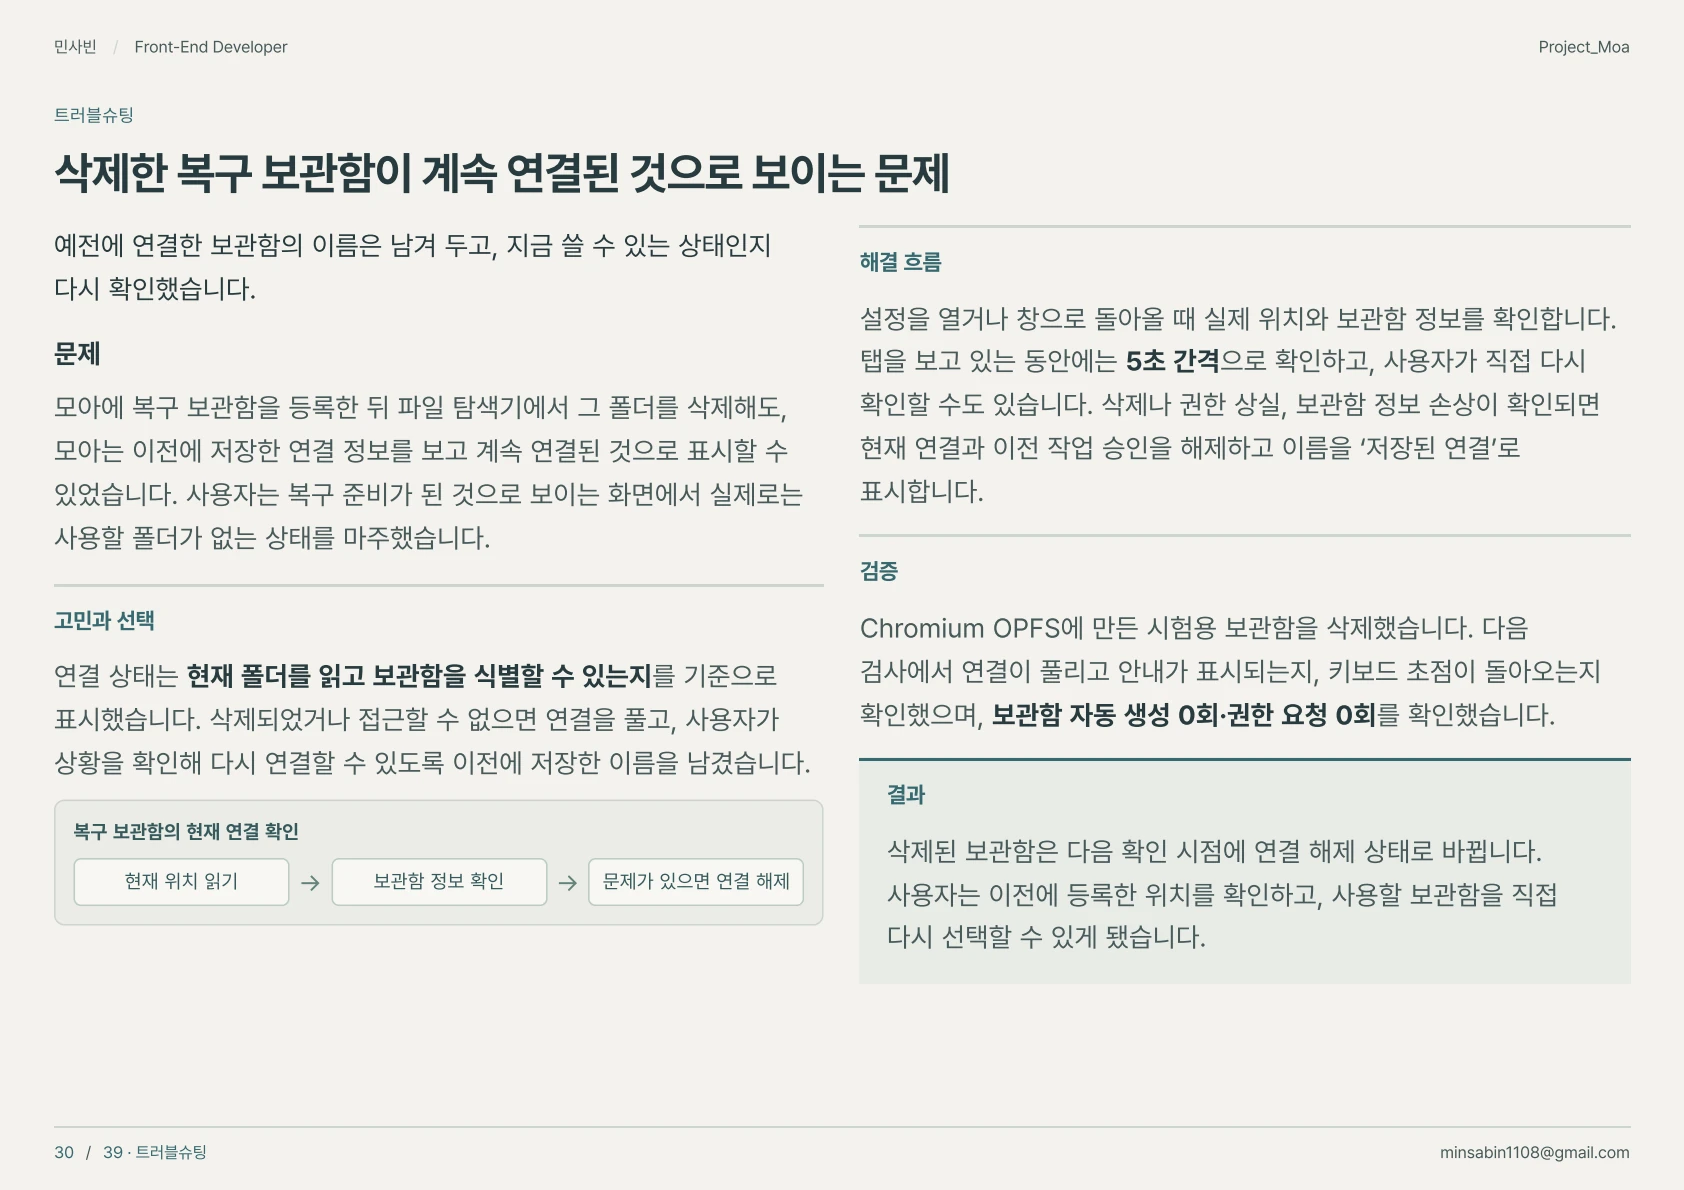 민사빈 / Front-End Developer
Project_Moa
트러블슈팅
삭제한 복구 보관함이 계속 연결된 것으로 보이는 문제
예전에 연결한 보관함의 이름은 남겨 두고, 지금 쓸 수 있는 상태인지
다시 확인했습니다.
문제
모아에 복구 보관함을 등록한 뒤 파일 탐색기에서 그 폴더를 삭제해도,
모아는 이전에 저장한 연결 정보를 보고 계속 연결된 것으로 표시할 수
있었습니다. 사용자는 복구 준비가 된 것으로 보이는 화면에서 실제로는
사용할 폴더가 없는 상태를 마주했습니다.
고민과 선택
연결 상태는 현재 폴더를 읽고 보관함을 식별할 수 있는지를 기준으로
표시했습니다. 삭제되었거나 접근할 수 없으면 연결을 풀고, 사용자가
상황을 확인해 다시 연결할 수 있도록 이전에 저장한 이름을 남겼습니다.
복구 보관함의 현재 연결 확인
현재 위치 읽기 → 보관함 정보 확인 → 문제가 있으면 연결 해제
해결 흐름
설정을 열거나 창으로 돌아올 때 실제 위치와 보관함 정보를 확인합니다.
탭을 보고 있는 동안에는 5초 간격으로 확인하고, 사용자가 직접 다시
확인할 수도 있습니다. 삭제나 권한 상실, 보관함 정보 손상이 확인되면
현재 연결과 이전 작업 승인을 해제하고 이름을 ‘저장된 연결’로
표시합니다.
검증
Chromium OPFS에 만든 시험용 보관함을 삭제했습니다. 다음
검사에서 연결이 풀리고 안내가 표시되는지, 키보드 초점이 돌아오는지
확인했으며, 보관함 자동 생성 0회·권한 요청 0회를 확인했습니다.
결과
삭제된 보관함은 다음 확인 시점에 연결 해제 상태로 바뀝니다.
사용자는 이전에 등록한 위치를 확인하고, 사용할 보관함을 직접
다시 선택할 수 있게 됐습니다.
30 / 39 · 트러블슈팅
minsabin1108@gmail.com